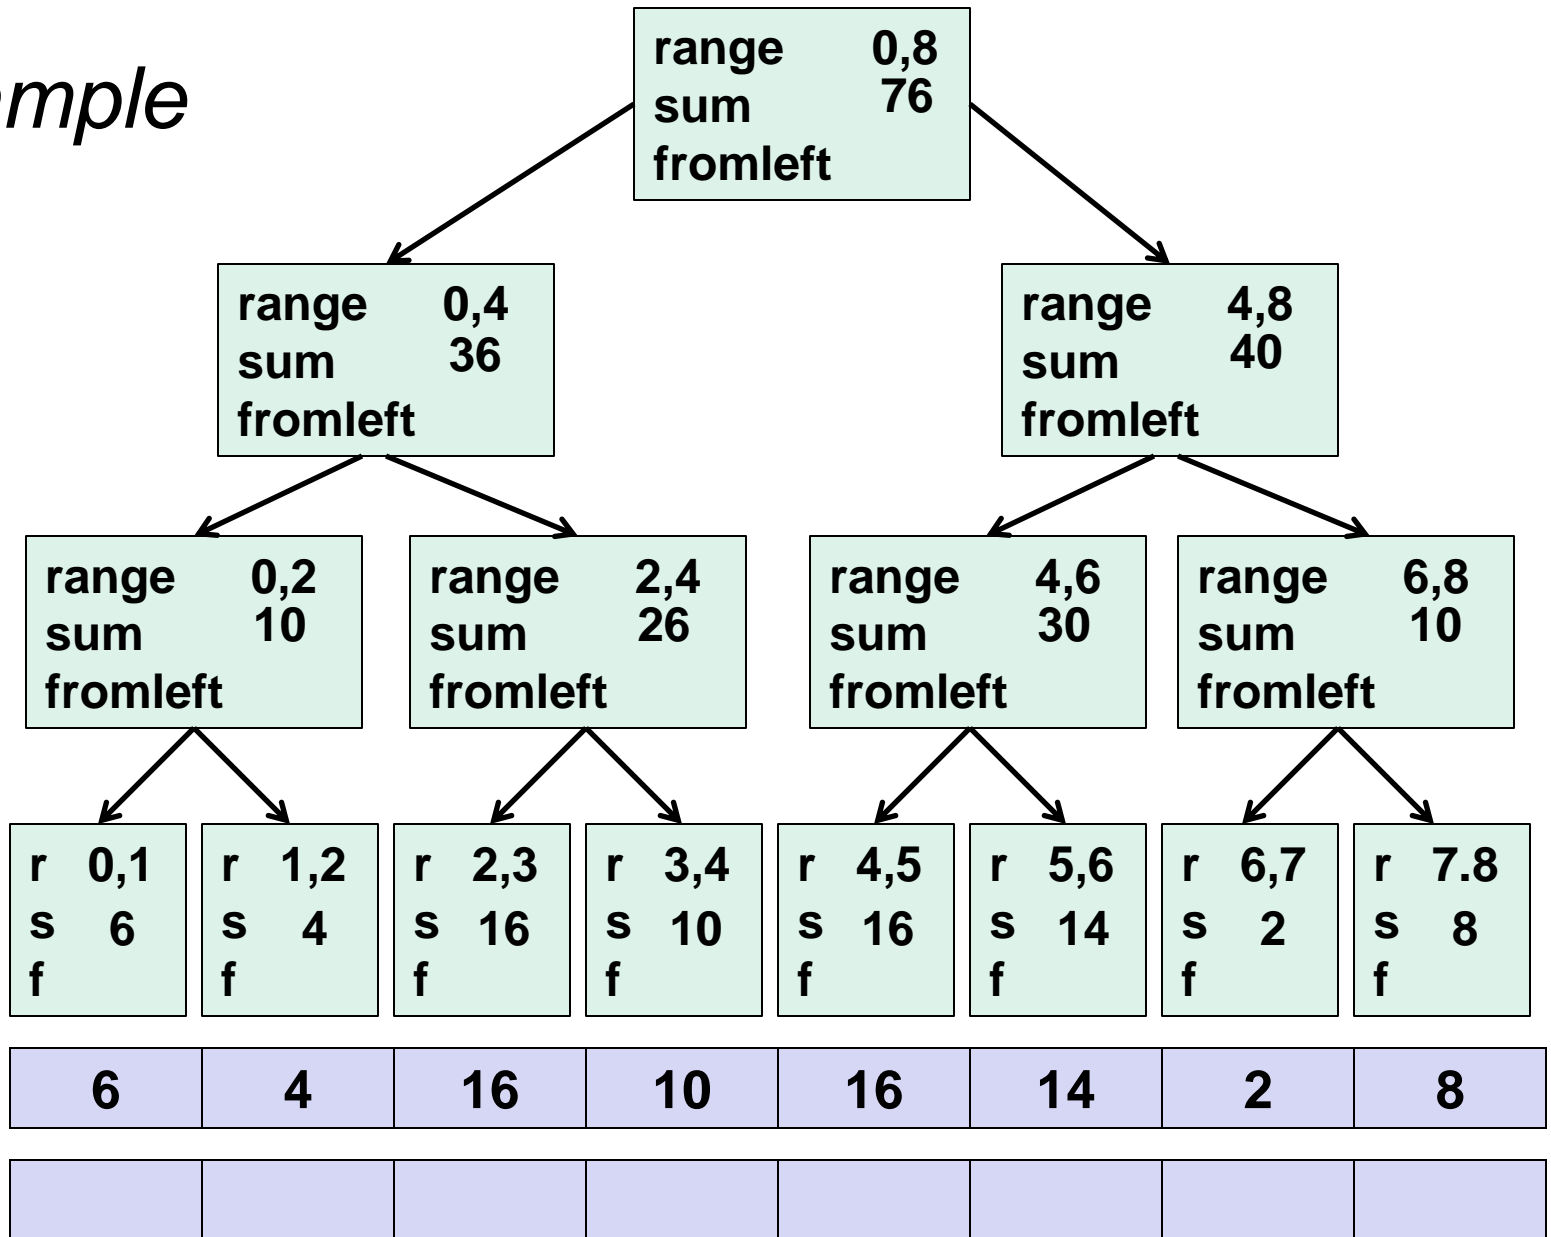 range 0,8
sum 76
fromleft
mple
range 0,4
sum 36
fromleft
range 4,8
sum 40
fromleft
range 0,2
sum 10
fromleft
range 2,4
sum 26
fromleft
range 4,6
sum 30
fromleft
range 6,8
sum 10
fromleft
r 0,1
s 6
f
r 1,2
s 4
f
r 2,3
s 16
f
r 3,4
s 10
f
r 4,5
s 16
f
r 5,6
s 14
f
r 6,7
s 2
f
r 7.8
s 8
f
6 4 16 10 16 14 2 8